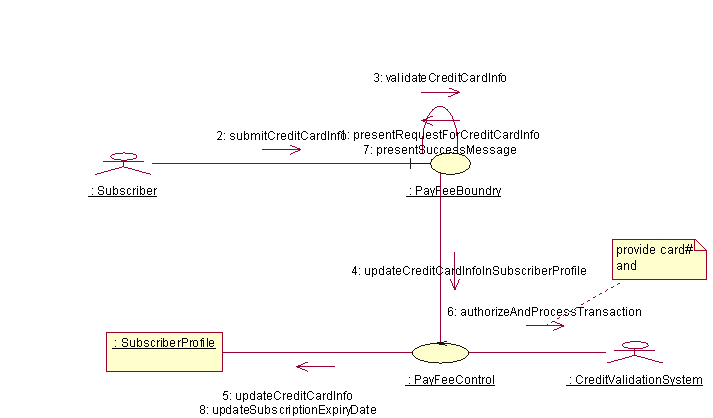 3: validateCreditCardInfo
2: submitCreditCardInfo
1: presentRequestForCreditCardInfo
7: presentSuccessMessage
: Subscriber
: PayFeeBoundry
provide card#
and
4: updateCreditCardInfoInSubscriberProfile
6: authorizeAndProcessTransaction
: SubscriberProfile
: PayFeeControl
: CreditValidationSystem
5: updateCreditCardInfo
8: updateSubscriptionExpiryDate